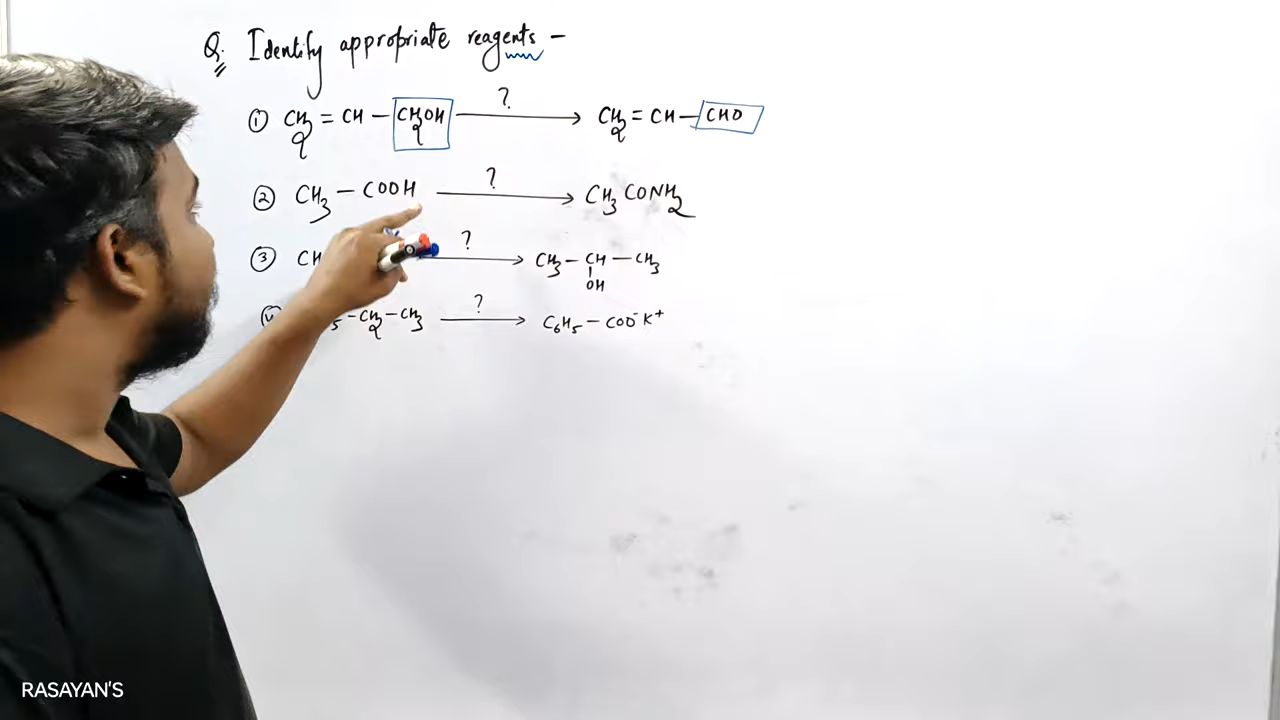 Q. Identify appropriate reagents -
① CH₂ = CH - CH₂OH ? → CH₂ = CH - CHO
② CH₃ - COOH ? → CH₃CONH₂
③ CH ? → CH₃ - CH - CH₃
OH
5 - CH₂ - CH₃ ? → C₆H₅ - COO⁻K⁺
RASAYAN'S